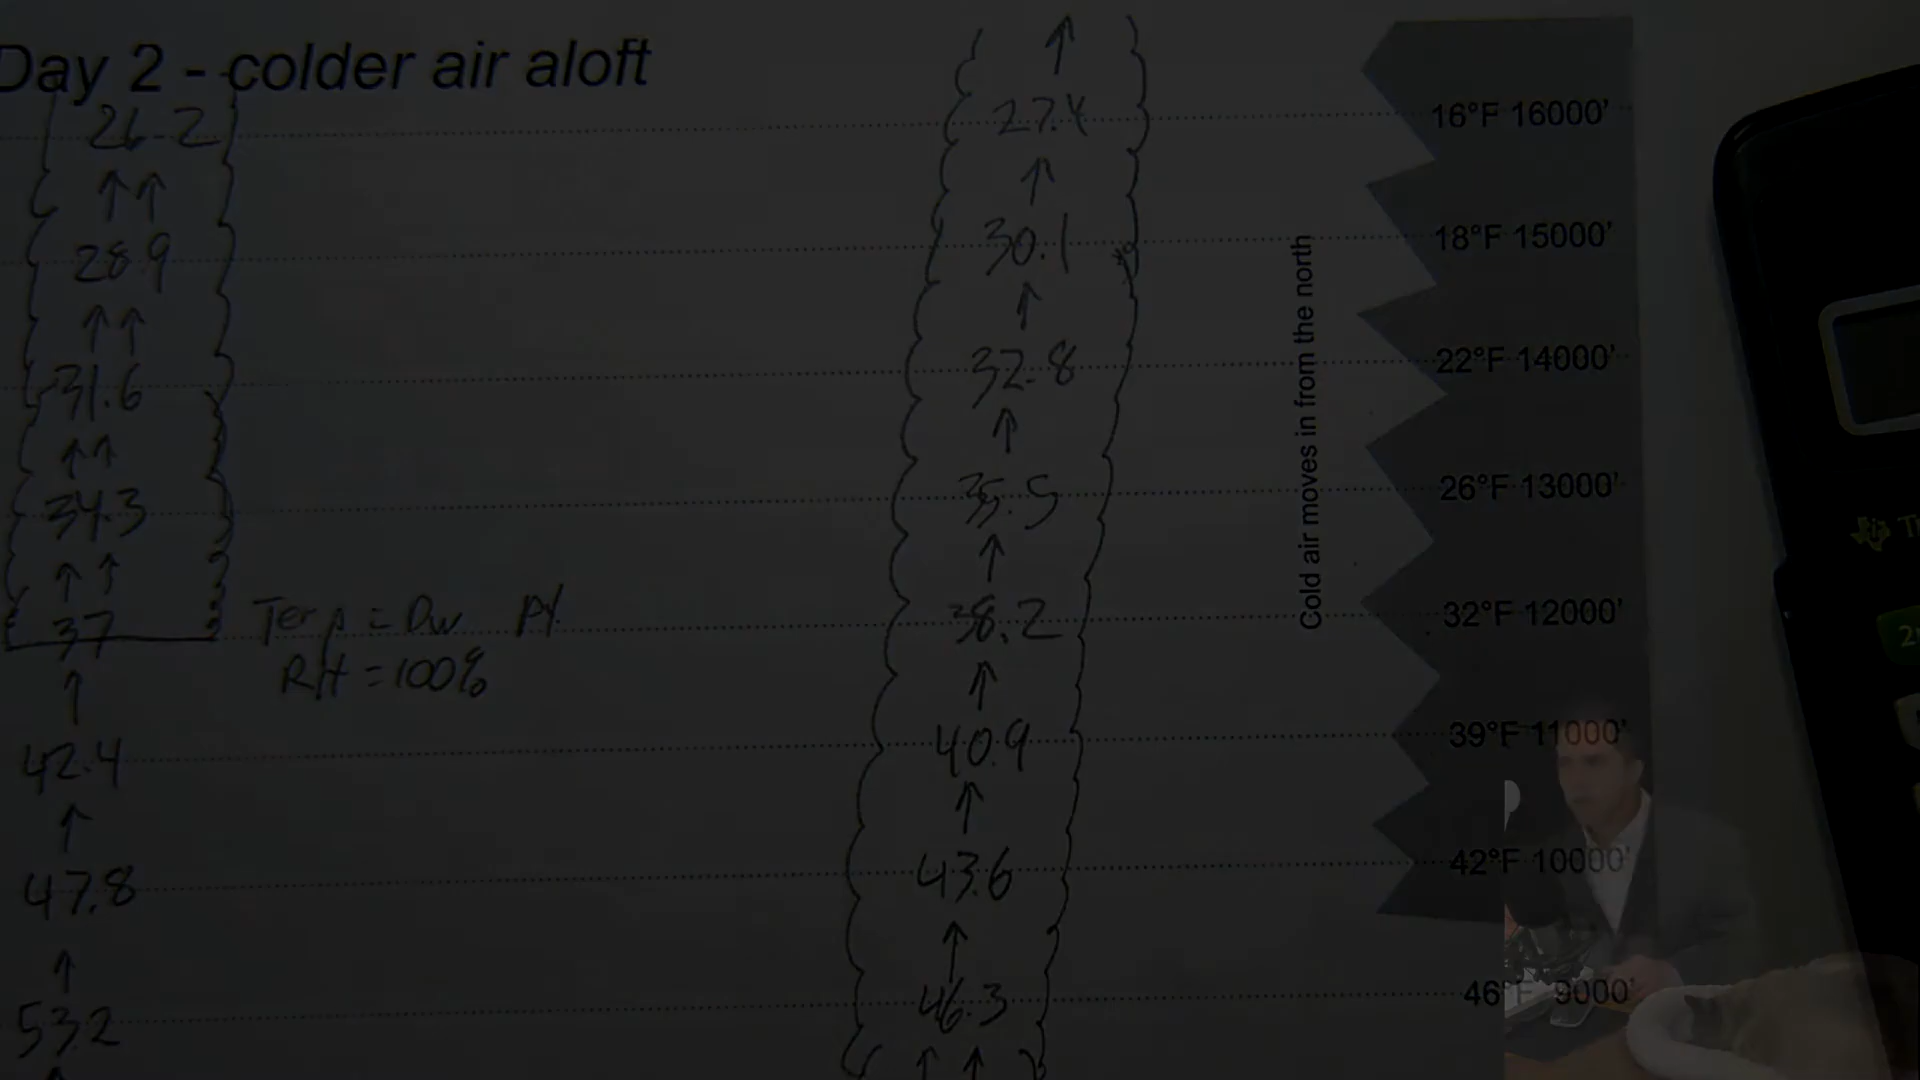 Day 2 - colder air aloft
26.2
28.9
31.6
34.3
37
Temp = Dw pt
RH = 100%
42.4
47.8
53.2
27.4
30.1
32.8
35.5
38.2
40.9
43.6
46.3
Cold air moves in from the north
16°F 16000'
18°F 15000'
22°F 14000'
26°F 13000'
32°F 12000'
39°F 11000'
42°F 10000'
46°F 9000'